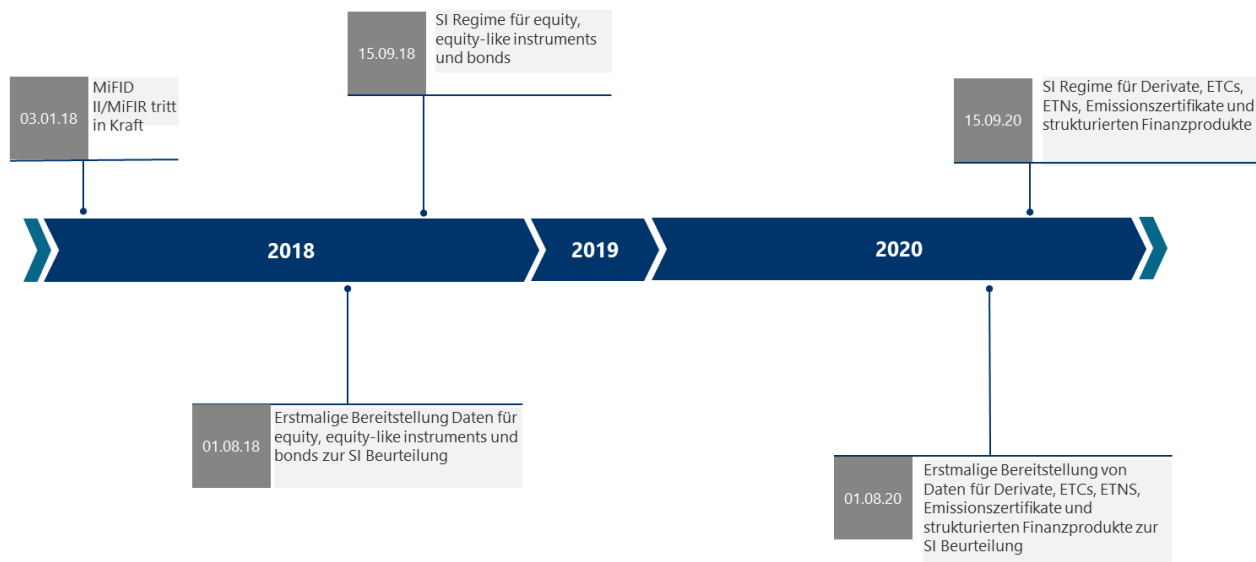 SI Regime für equity,
equity-like instruments
und bonds
15.09.18
MiFID
II/MiFIR tritt
in Kraft
03.01.18
SI Regime für Derivate, ETCs,
ETNs, Emissionszertifikate und
strukturierten Finanzprodukte
15.09.20
2018
2019
2020
01.08.18
Erstmalige Bereitstellung Daten für
equity, equity-like instruments und
bonds zur SI Beurteilung
01.08.20
Erstmalige Bereitstellung von
Daten für Derivate, ETCs, ETNS,
Emissionszertifikate und
strukturierten Finanzprodukte zur
SI Beurteilung